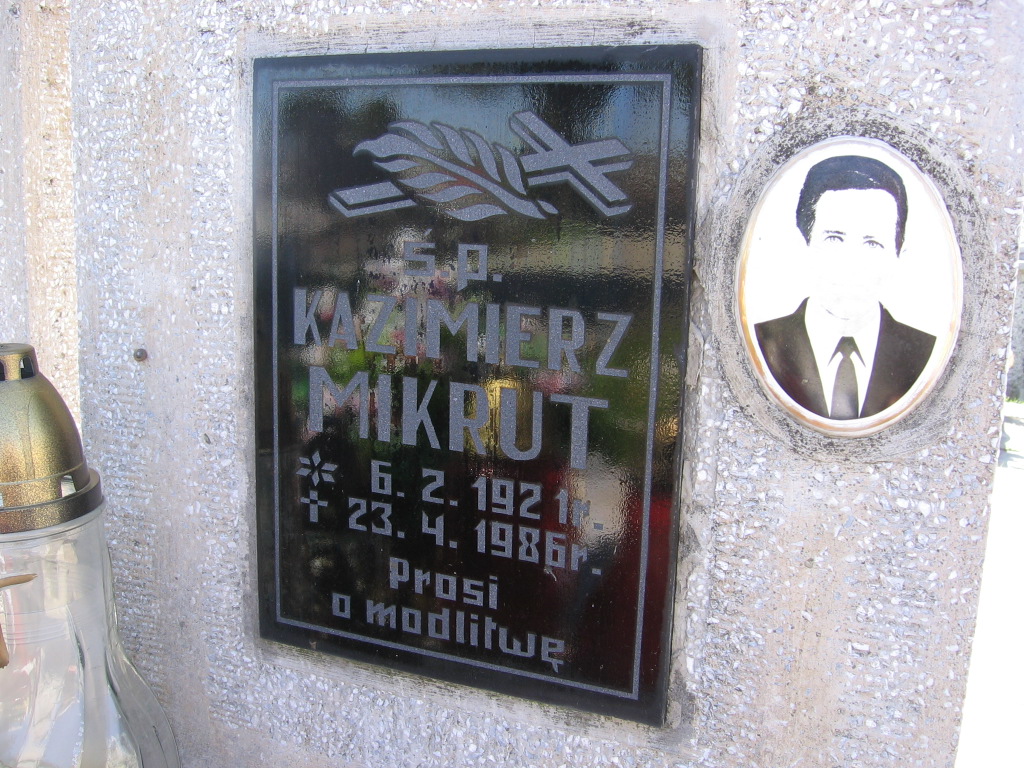 ś.p.
KAZIMIERZ
MIKRUT
* 6. 2. 1921r.
✝ 23. 4. 1986r.
prosi
o modlitwę